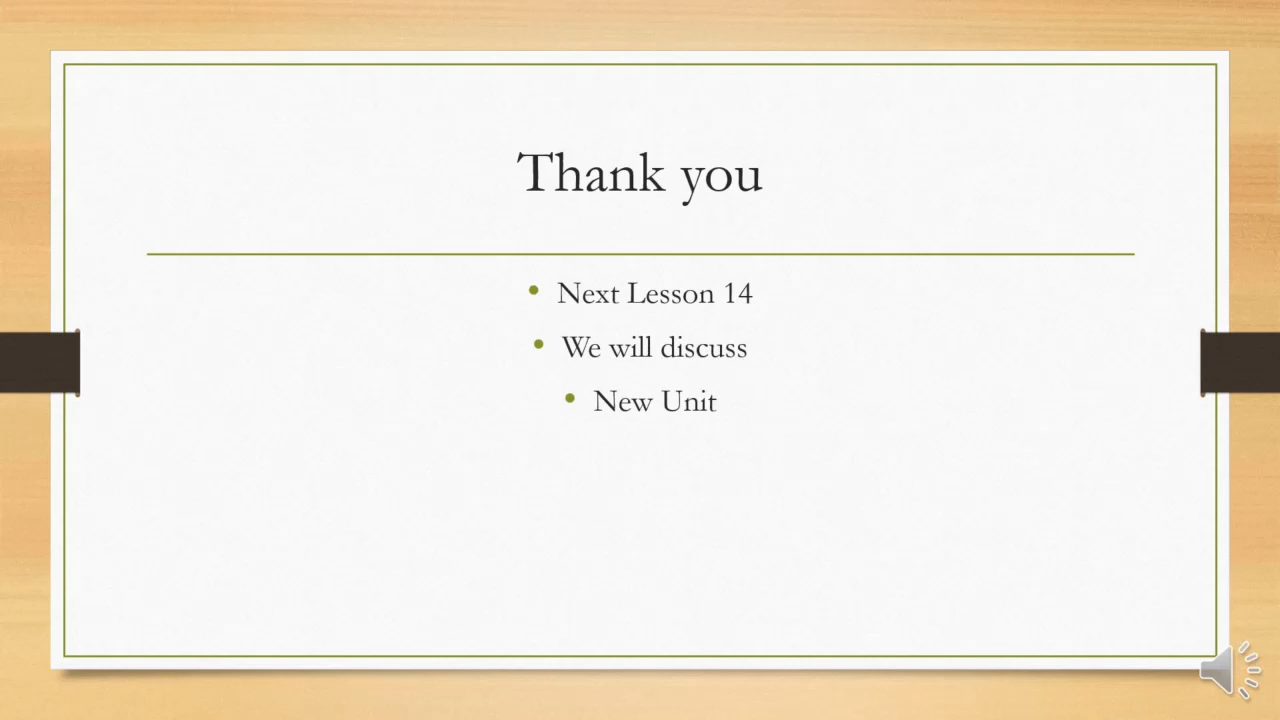 Thank you
• Next Lesson 14
• We will discuss
• New Unit